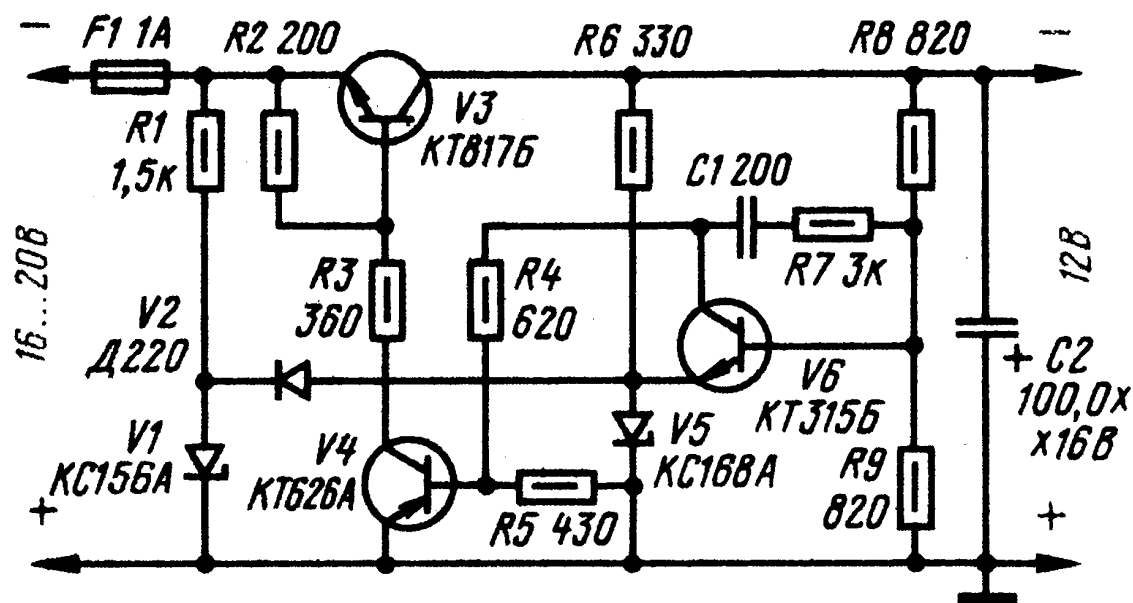 −
F1 1А
R2 200
R6 330
R8 820
−
R1
1,5к
V3
КТ817Б
C1 200
R7 3к
16...20В
V2
Д220
R3
360
R4
620
12В
V6
КТ315Б
+ C2
100,0х
х16В
V1
КС156А
V4
КТ626А
V5
КС168А
R9
820
+
R5 430
+